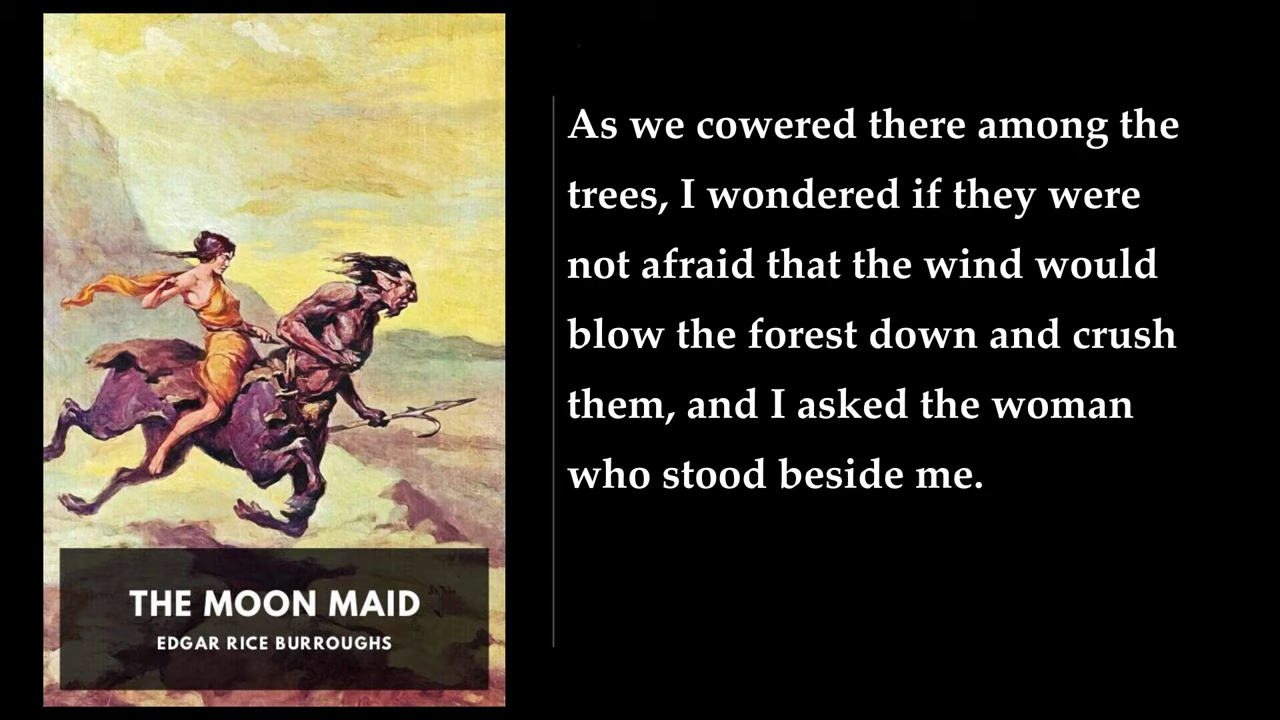 As we cowered there among the
trees, I wondered if they were
not afraid that the wind would
blow the forest down and crush
them, and I asked the woman
who stood beside me.
THE MOON MAID
EDGAR RICE BURROUGHS